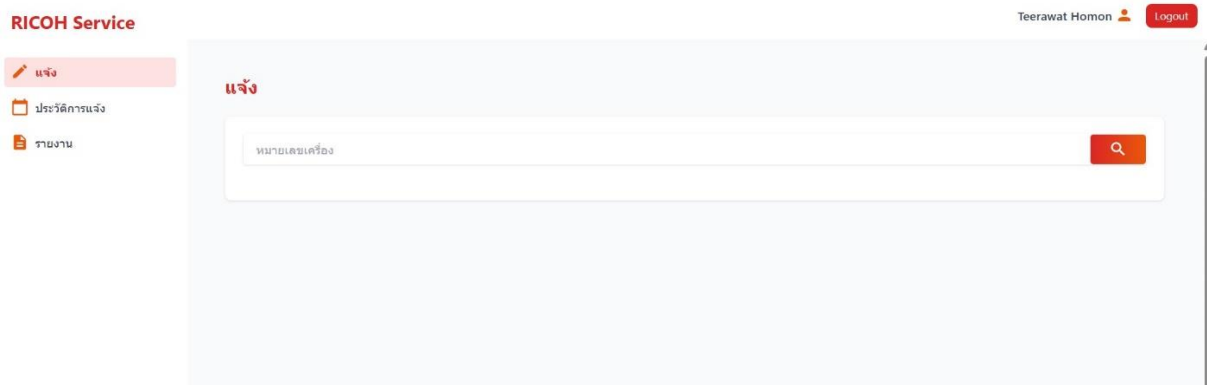 RICOH Service
Teerawat Homon
Logout
แจ้ง
ประวัติการแจ้ง
รายงาน
แจ้ง
หมายเลขเครื่อง